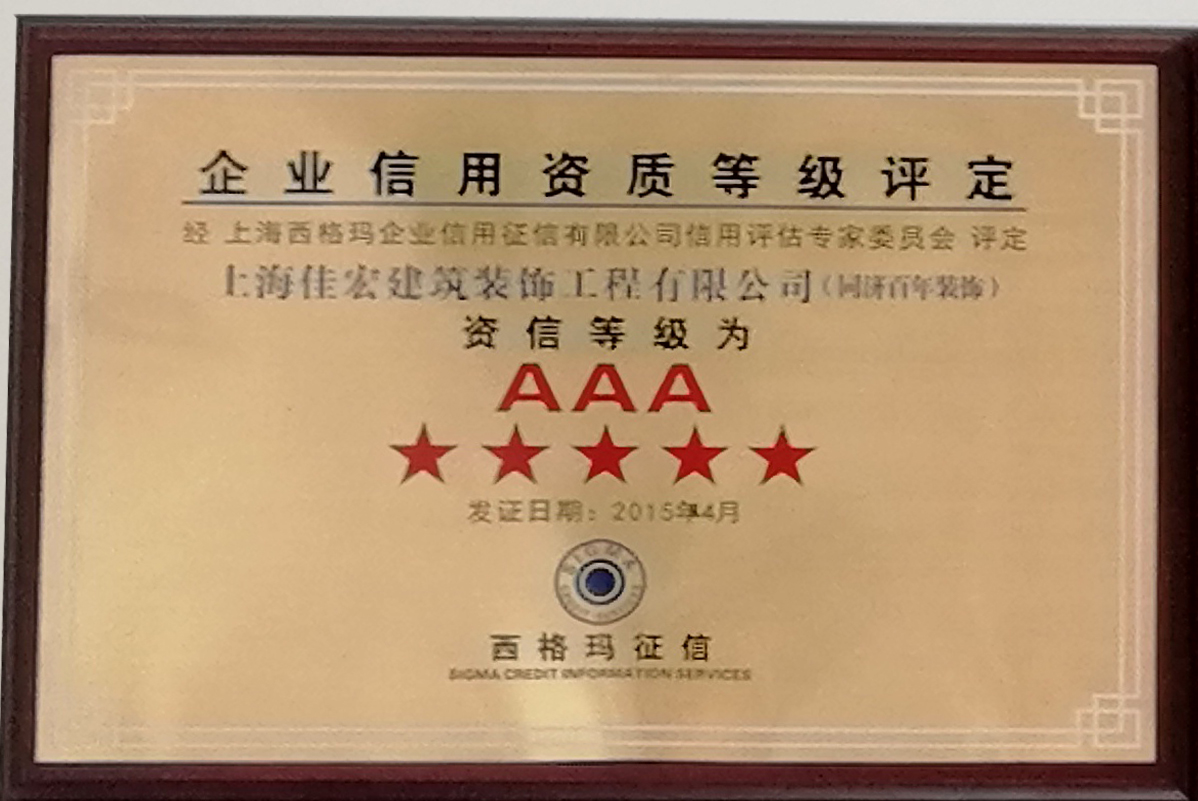 企业信用资质等级评定
经 上海西格玛企业信用征信有限公司信用评估专家委员会 评定
上海佳宏建筑装饰工程有限公司（同济百年装饰）
资信等级为
AAA
发证日期：2015年4月
SIGMA
西格玛征信
SIGMA CREDIT INFORMATION SERVICES